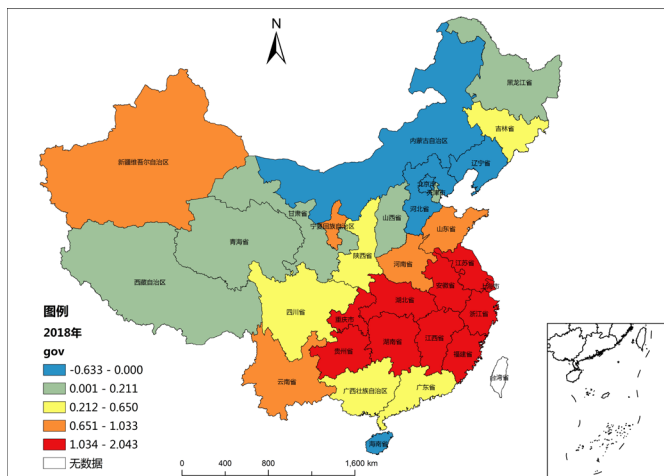 N
黑龙江省
吉林省
内蒙古自治区
辽宁省
新疆维吾尔自治区
北京市
天津市
河北省
甘肃省
宁夏回族自治区
山西省
山东省
青海省
陕西省
河南省
江苏省
西藏自治区
安徽省
上海市
四川省
湖北省
重庆市
浙江省
贵州省
湖南省
江西省
福建省
云南省
台湾省
广西壮族自治区
广东省
海南省
图例
2018年
gov
-0.633 - 0.000
0.001 - 0.211
0.212 - 0.650
0.651 - 1.033
1.034 - 2.043
无数据
0 400 800 1,600 km